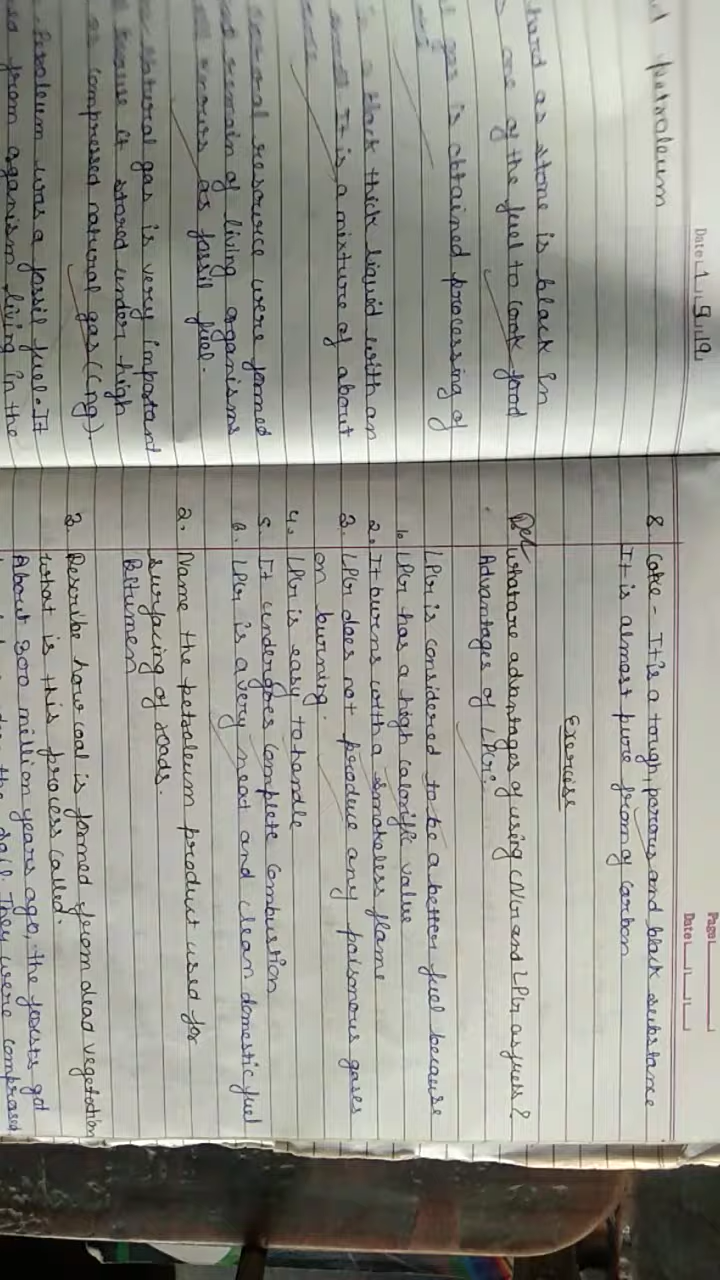 petroleum
Date 1 9 19
hard as stone is black in
one of the fuel to cook food
gas is obtained processing of
a black thick liquid with an
It is a mixture of about
resource were formed
remain of living organisms
as fossil fuel.
Natural gas is very important
it stored under high
as compressed natural gas (Cng).
Petroleum was a fossil fuel. It
from organism living in the
Page
Date
8. Coke - It is a tough, porous and black substance
It is almost pure from of carbon
Exercise
What are advantages of using CNG and LPG as fuels?
Advantages of LPG:
LPG is considered to be a better fuel because
1. LPG has a high calorific value
2. It burns with a smokeless flame
3. LPG does not produce any poisonous gases
on burning.
4. LPG is easy to handle
5. It undergoes complete combustion
6. LPG is a very neat and clean domestic fuel
2. Name the petroleum product used for
surfacing of roads.
Bitumen
3. Describe how coal is formed from dead vegetation
what is this process called.
About 300 million years ago, the forests got
the soil. They were compressed